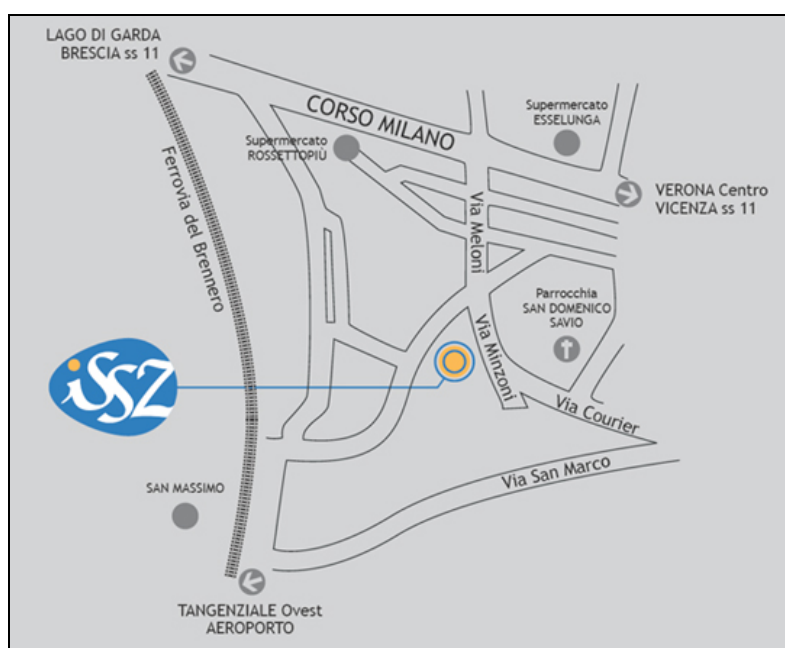 LAGO DI GARDA
BRESCIA ss 11
CORSO MILANO
Supermercato
ESSELUNGA
Supermercato
ROSSETTOPIÙ
Ferrovia del Brennero
Via Meloni
VERONA Centro
VICENZA ss 11
Parrocchia
SAN DOMENICO
SAVIO
Via Minzoni
iSSZ
Via Courier
Via San Marco
SAN MASSIMO
TANGENZIALE Ovest
AEROPORTO